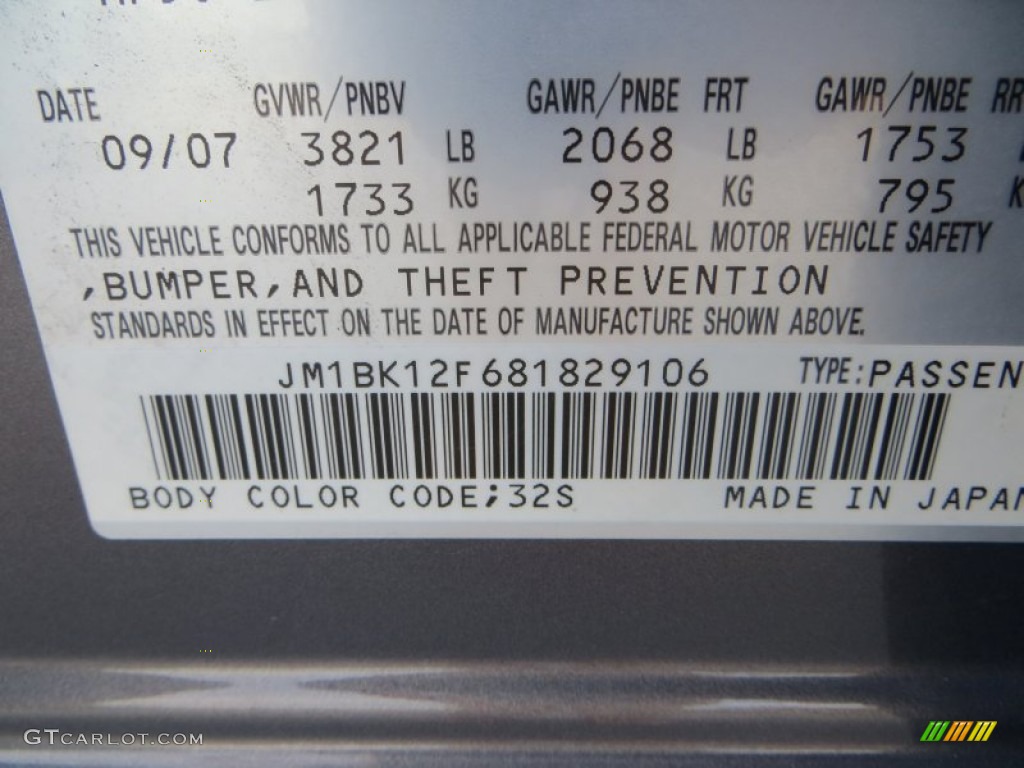 DATE GVWR/PNBV GAWR/PNBE FRT GAWR/PNBE RR
09/07 3821 LB 2068 LB 1753
1733 KG 938 KG 795 K
THIS VEHICLE CONFORMS TO ALL APPLICABLE FEDERAL MOTOR VEHICLE SAFETY
,BUMPER,AND THEFT PREVENTION
STANDARDS IN EFFECT ON THE DATE OF MANUFACTURE SHOWN ABOVE.
JM1BK12F681829106 TYPE:PASSEN
BODY COLOR CODE;32S MADE IN JAPAN
GTCARLOT.COM